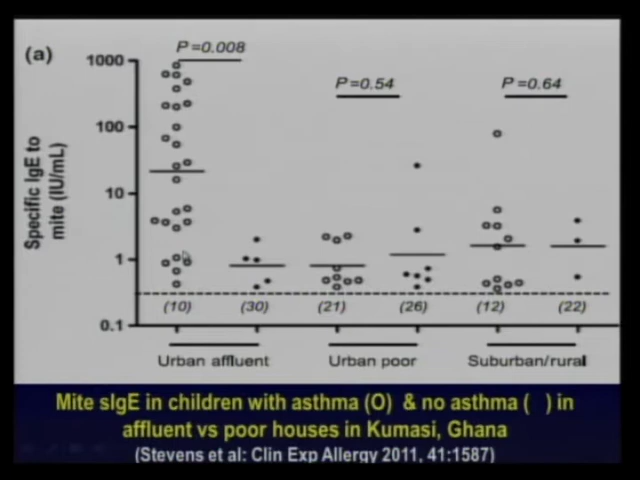 (a)
P=0.008
P=0.54
P=0.64
Specific IgE to
mite (IU/mL)
1000
100
10
1
0.1
(10)
(30)
(21)
(26)
(12)
(22)
Urban affluent
Urban poor
Suburban/rural
Mite sIgE in children with asthma (O) & no asthma ( ) in
affluent vs poor houses in Kumasi, Ghana
(Stevens et al: Clin Exp Allergy 2011, 41:1587)